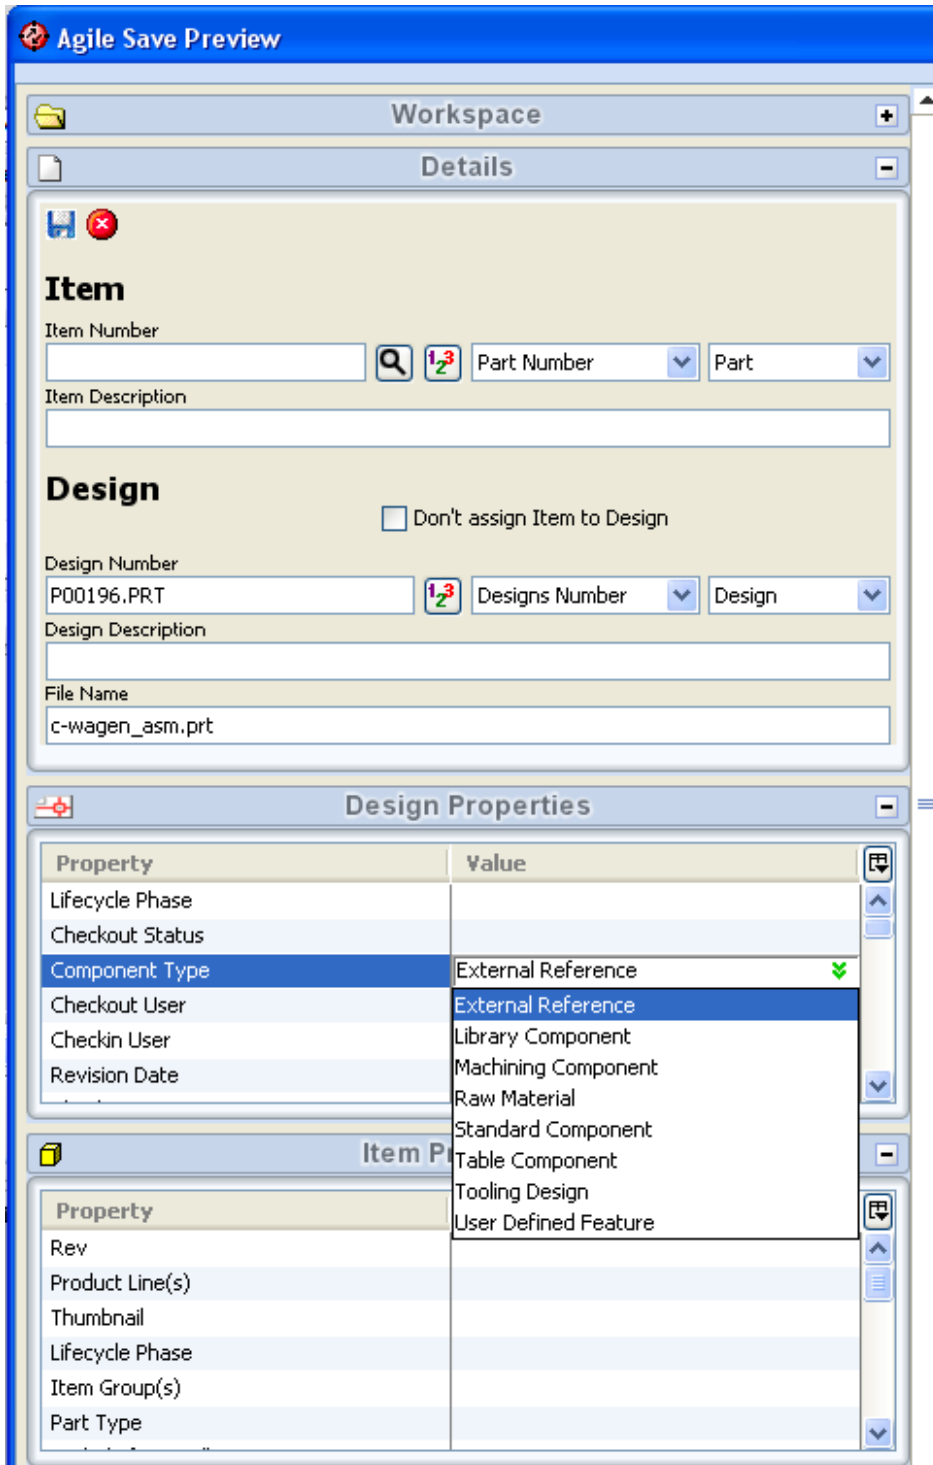 Agile Save Preview
Workspace
Details
Item
Item Number
Part Number Part
Item Description
Design
Don't assign Item to Design
Design Number
P00196.PRT Designs Number Design
Design Description
File Name
c-wagen_asm.prt
Design Properties
Property Value
Lifecycle Phase
Checkout Status
Component Type External Reference
Checkout User External Reference
Library Component
Checkin User
Machining Component
Revision Date
Raw Material
Standard Component
Item Pr
Table Component
Tooling Design
Property
User Defined Feature
Rev
Product Line(s)
Thumbnail
Lifecycle Phase
Item Group(s)
Part Type